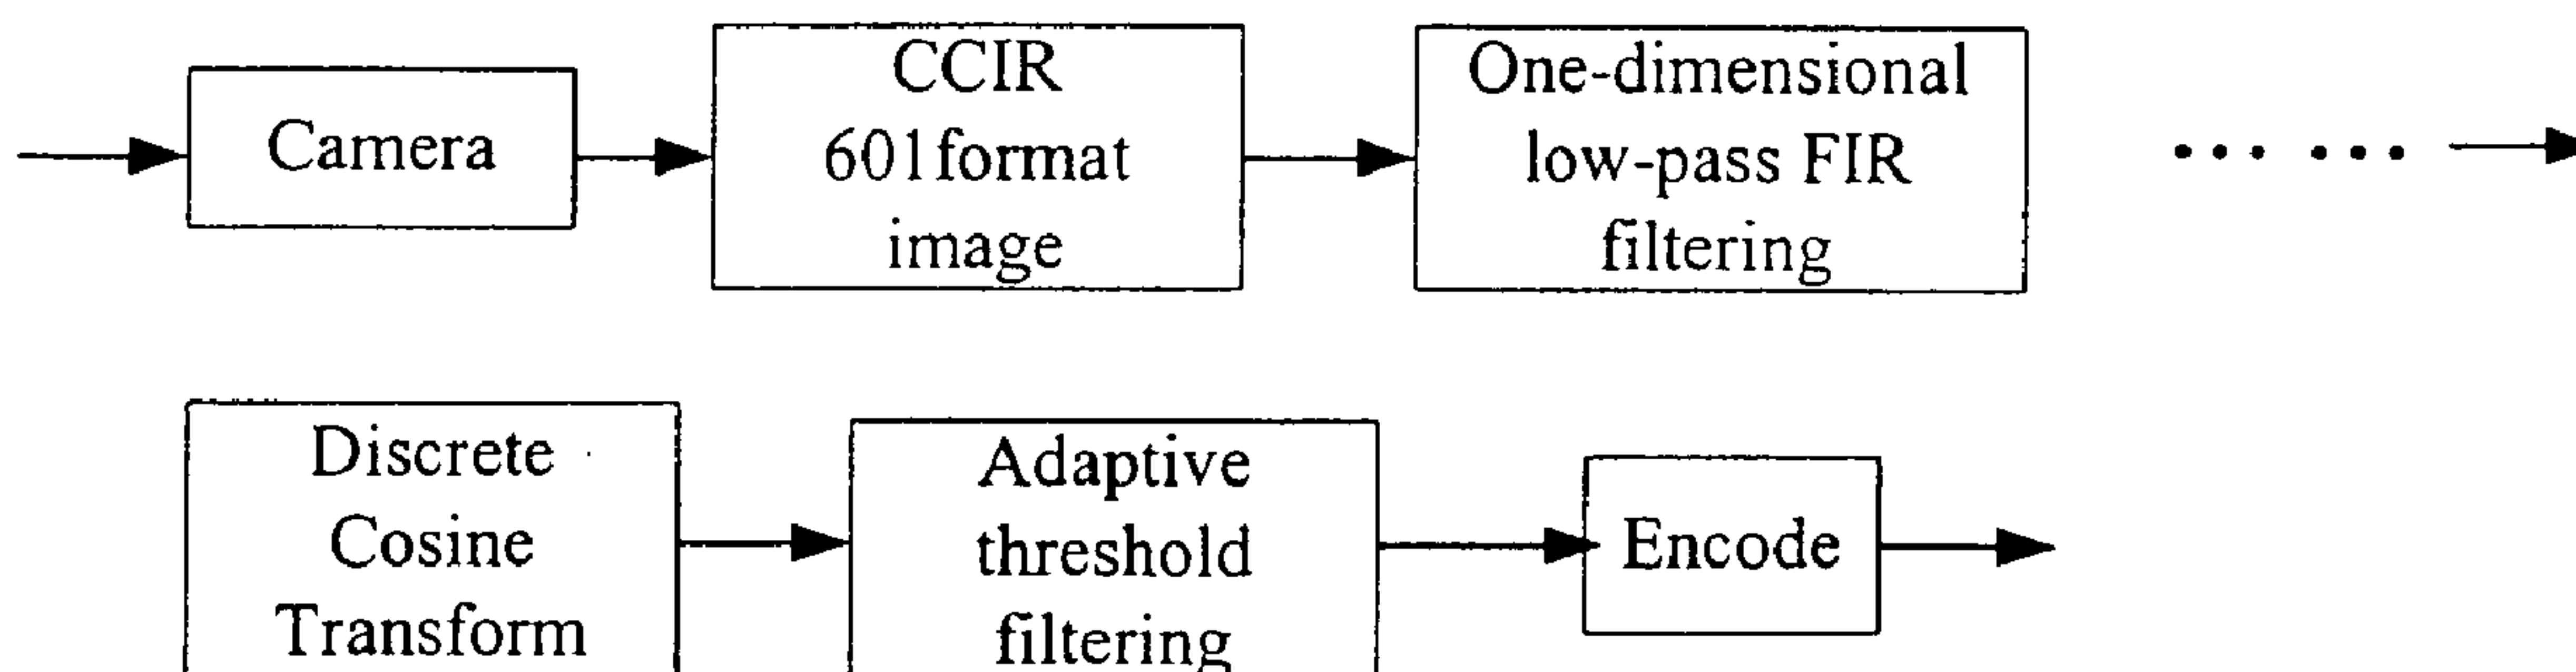 Camera
CCIR
601format
image
One-dimensional
low-pass FIR
filtering
...  ...
Discrete
Cosine
Transform
Adaptive
threshold
filtering
Encode